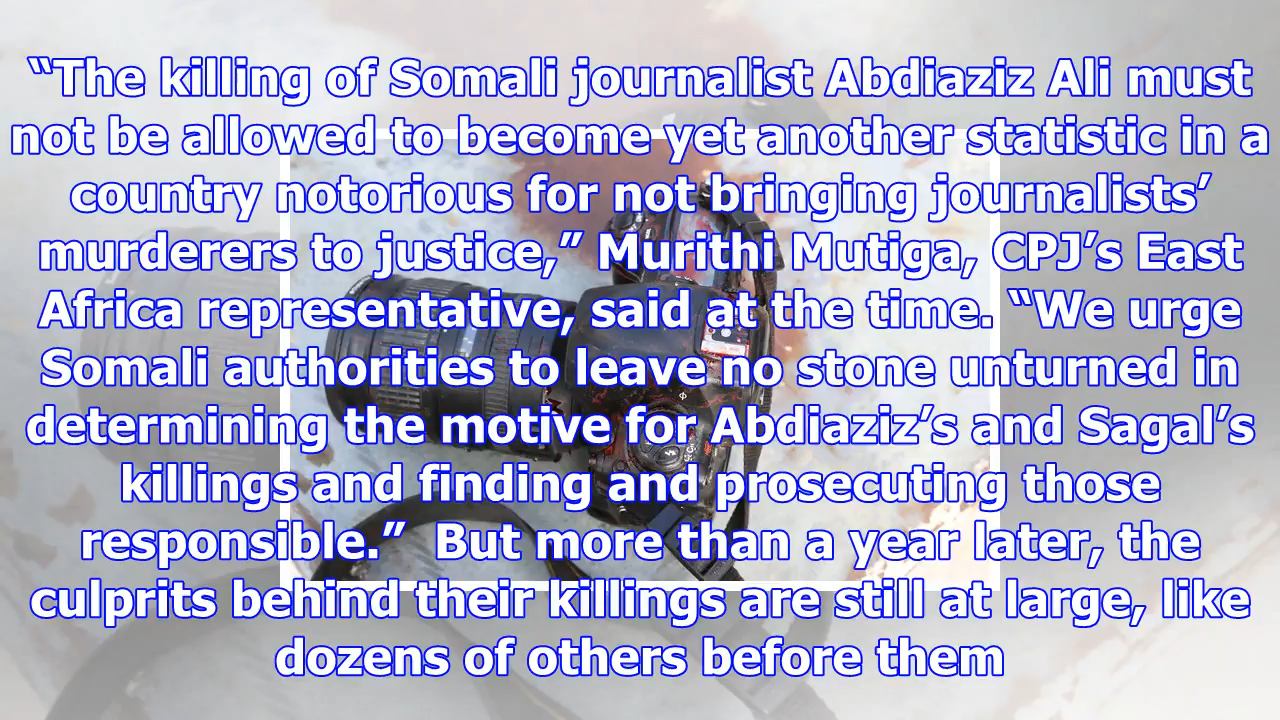 “The killing of Somali journalist Abdiaziz Ali must
not be allowed to become yet another statistic in a
country notorious for not bringing journalists’
murderers to justice,” Murithi Mutiga, CPJ’s East
Africa representative, said at the time. “We urge
Somali authorities to leave no stone unturned in
determining the motive for Abdiaziz’s and Sagal’s
killings and finding and prosecuting those
responsible.”  But more than a year later, the
culprits behind their killings are still at large, like
dozens of others before them